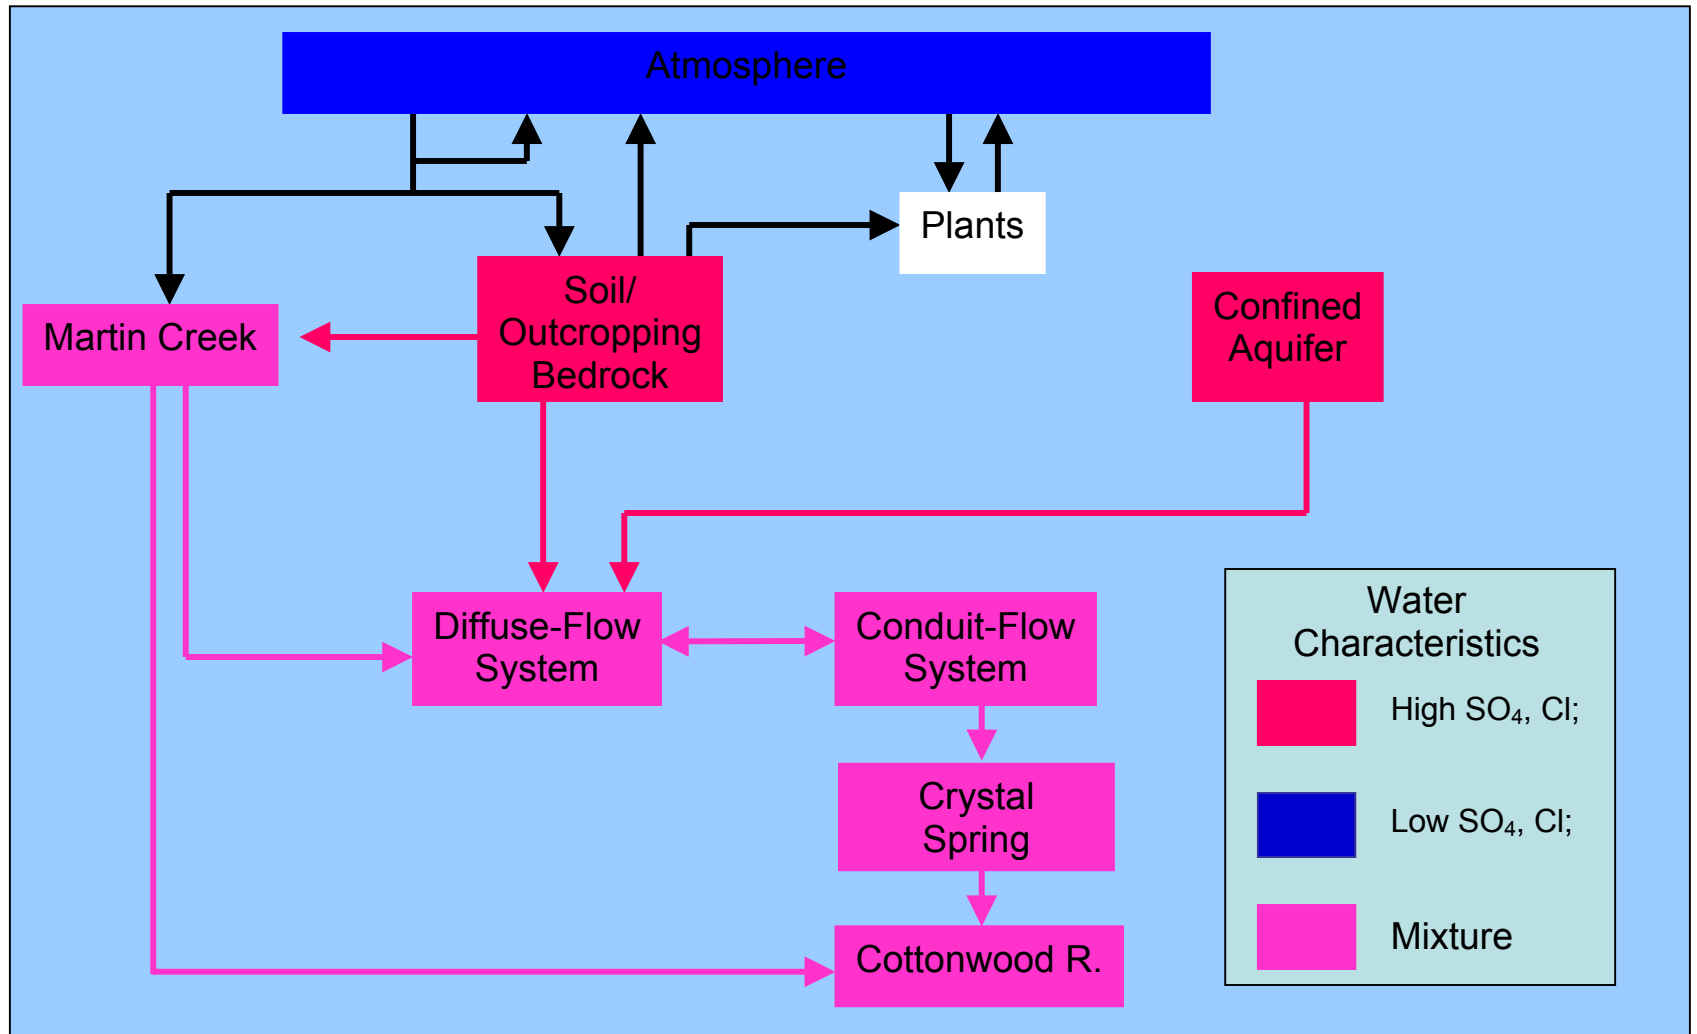 Atmosphere
Plants
Soil/
Outcropping
Bedrock
Confined
Aquifer
Martin Creek
Diffuse-Flow
System
Conduit-Flow
System
Crystal
Spring
Cottonwood R.
Water
Characteristics
High SO₄, Cl;
Low SO₄, Cl;
Mixture